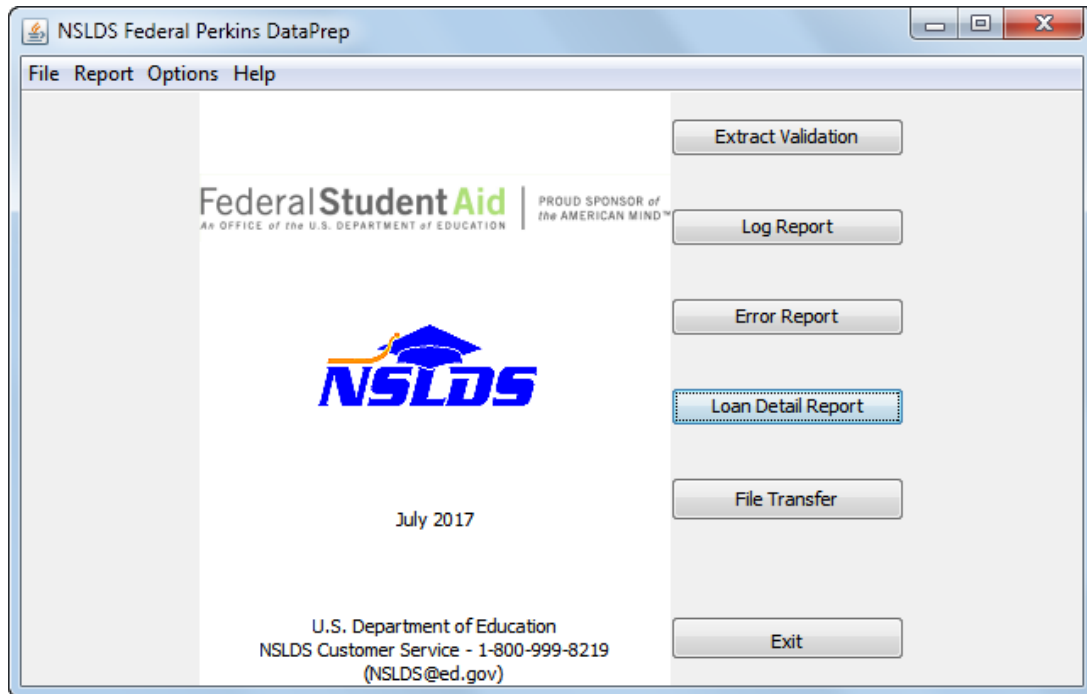 NSLDS Federal Perkins DataPrep
File Report Options Help
Extract Validation
Federal Student Aid
An OFFICE of the U.S. DEPARTMENT of EDUCATION
PROUD SPONSOR of
the AMERICAN MIND™
Log Report
Error Report
NSLDS
Loan Detail Report
File Transfer
July 2017
U.S. Department of Education
NSLDS Customer Service - 1-800-999-8219
(NSLDS@ed.gov)
Exit